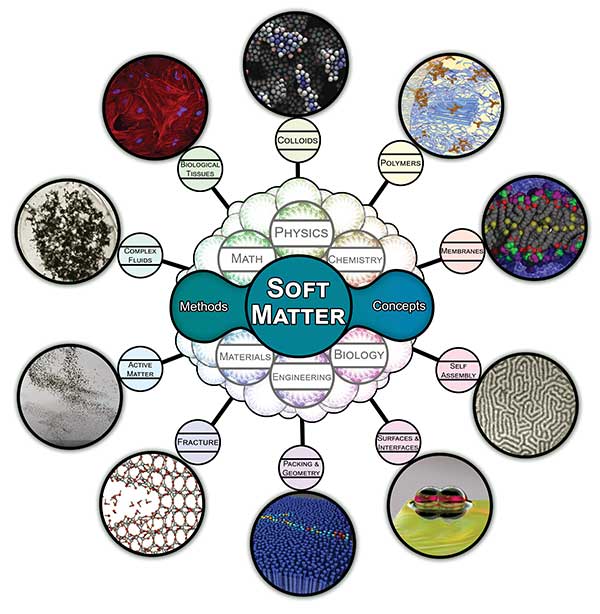 COLLOIDS
BIOLOGICAL
TISSUES
POLYMERS
PHYSICS
COMPLEX
FLUIDS
MATH
CHEMISTRY
MEMBRANES
Methods
SOFT
MATTER
Concepts
MATERIALS
BIOLOGY
ENGINEERING
ACTIVE
MATTER
SELF
ASSEMBLY
FRACTURE
PACKING &
GEOMETRY
SURFACES &
INTERFACES